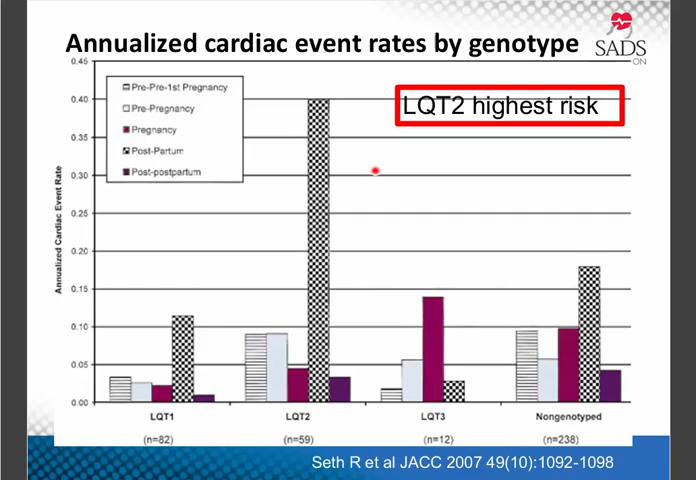 Annualized cardiac event rates by genotype
SADS
ON
LQT2 highest risk
Pre-Pre-1st Pregnancy
Pre-Pregnancy
Pregnancy
Post-Partum
Post-postpartum
Annualized Cardiac Event Rate
0.45
0.40
0.35
0.30
0.25
0.20
0.15
0.10
0.05
0.00
LQT1 LQT2 LQT3 Nongenotyped
(n=82) (n=59) (n=12) (n=238)
Seth R et al JACC 2007 49(10):1092-1098